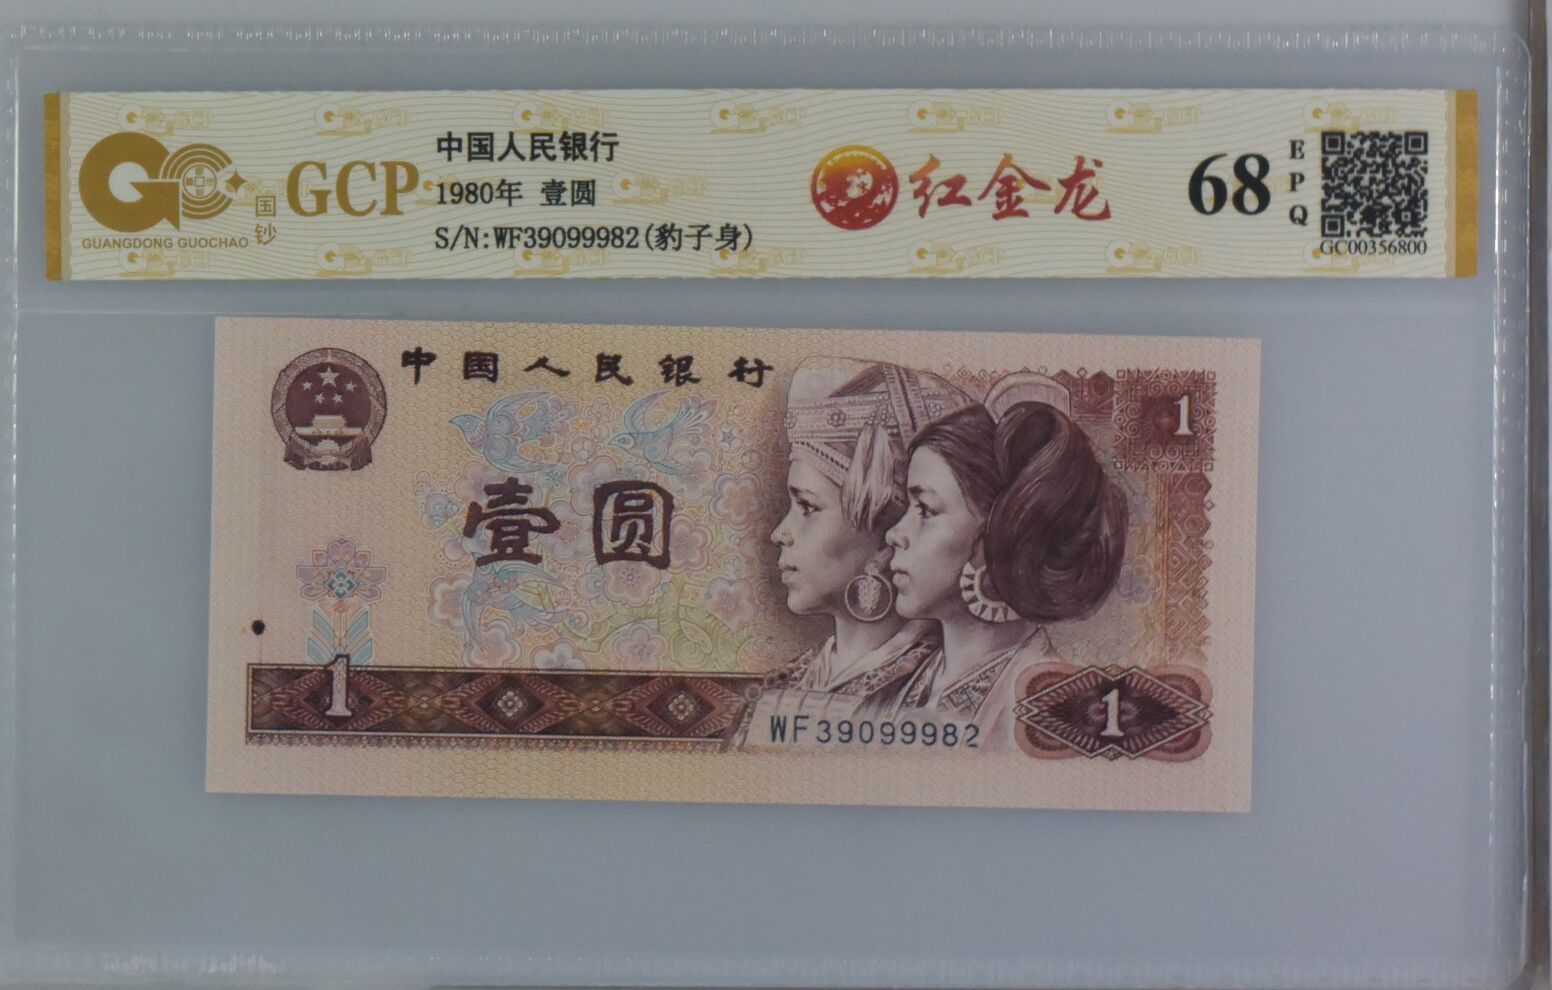 GCP
国钞
GUANGDONG GUOCHAO
中国人民银行
1980年 壹圆
S/N:WF39099982(豹子身)
红金龙
68
EPQ
GC00356800
中国人民银行
1
壹圆
1
WF39099982
1